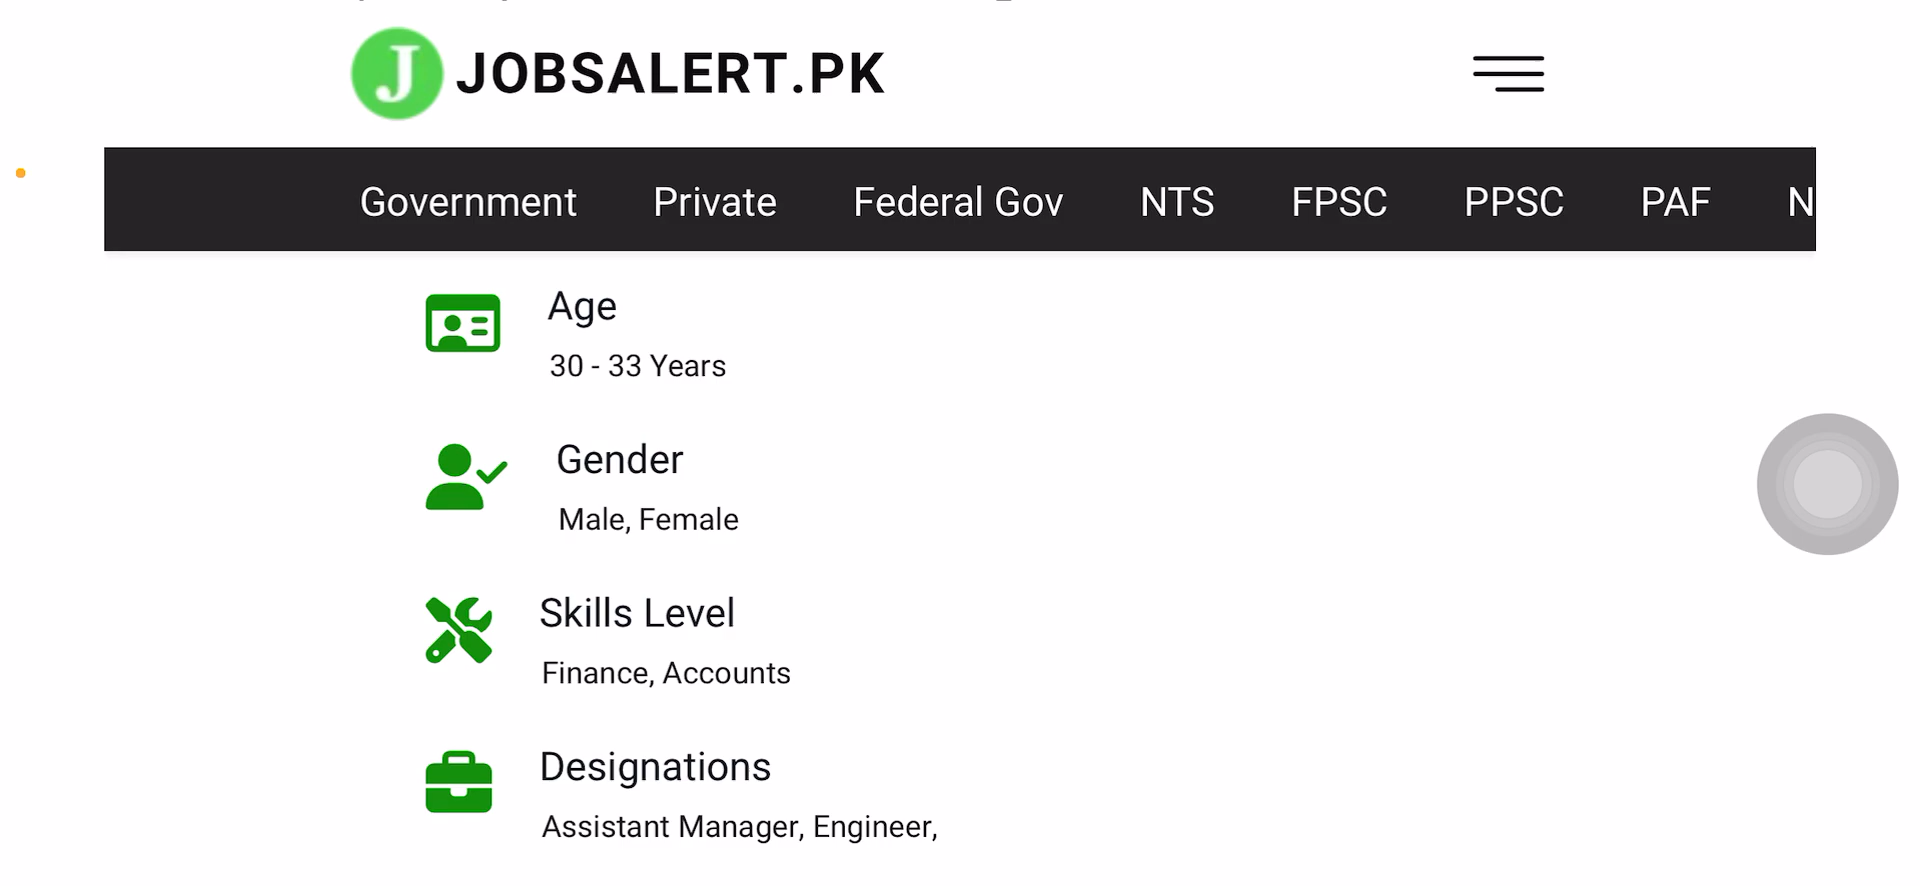 J JOBSALERT.PK
Government Private Federal Gov NTS FPSC PPSC PAF N
Age
30 - 33 Years
Gender
Male, Female
Skills Level
Finance, Accounts
Designations
Assistant Manager, Engineer,